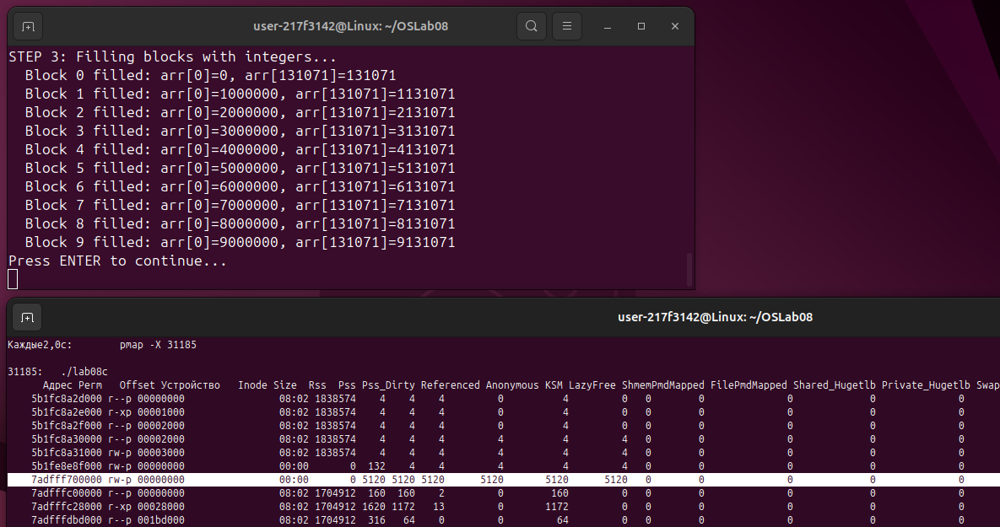 user-217f3142@Linux: ~/OSLab08
STEP 3: Filling blocks with integers...
  Block 0 filled: arr[0]=0, arr[131071]=131071
  Block 1 filled: arr[0]=1000000, arr[131071]=1131071
  Block 2 filled: arr[0]=2000000, arr[131071]=2131071
  Block 3 filled: arr[0]=3000000, arr[131071]=3131071
  Block 4 filled: arr[0]=4000000, arr[131071]=4131071
  Block 5 filled: arr[0]=5000000, arr[131071]=5131071
  Block 6 filled: arr[0]=6000000, arr[131071]=6131071
  Block 7 filled: arr[0]=7000000, arr[131071]=7131071
  Block 8 filled: arr[0]=8000000, arr[131071]=8131071
  Block 9 filled: arr[0]=9000000, arr[131071]=9131071
Press ENTER to continue...
user-217f3142@Linux: ~/OSLab08
Каждые2,0с: pmap -X 31185
31185: ./lab08c
Адрес Perm Offset Устройство Inode Size Rss Pss Pss_Dirty Referenced Anonymous KSM LazyFree ShmemPmdMapped FilePmdMapped Shared_Hugetlb Private_Hugetlb Swap
5b1fc8a2d000 r--p 00000000 08:02 1838574 4 4 4 0 4 0 0 0 0 0 0
5b1fc8a2e000 r-xp 00001000 08:02 1838574 4 4 4 0 4 0 0 0 0 0 0
5b1fc8a2f000 r--p 00002000 08:02 1838574 4 4 4 0 4 0 0 0 0 0 0
5b1fc8a30000 r--p 00002000 08:02 1838574 4 4 4 4 4 4 0 0 0 0 0
5b1fc8a31000 rw-p 00003000 08:02 1838574 4 4 4 4 4 4 0 0 0 0 0
5b1fe8e8f000 rw-p 00000000 00:00 0 132 4 4 4 4 4 0 0 0 0 0
7adfff700000 rw-p 00000000 00:00 0 5120 5120 5120 5120 5120 5120 0 0 0 0 0
7adfffc00000 r--p 00000000 08:02 1704912 160 160 2 0 160 0 0 0 0 0 0
7adfffc28000 r-xp 00028000 08:02 1704912 1620 1172 13 0 1172 0 0 0 0 0 0
7adfffdbd000 r--p 001bd000 08:02 1704912 316 64 0 0 64 0 0 0 0 0 0